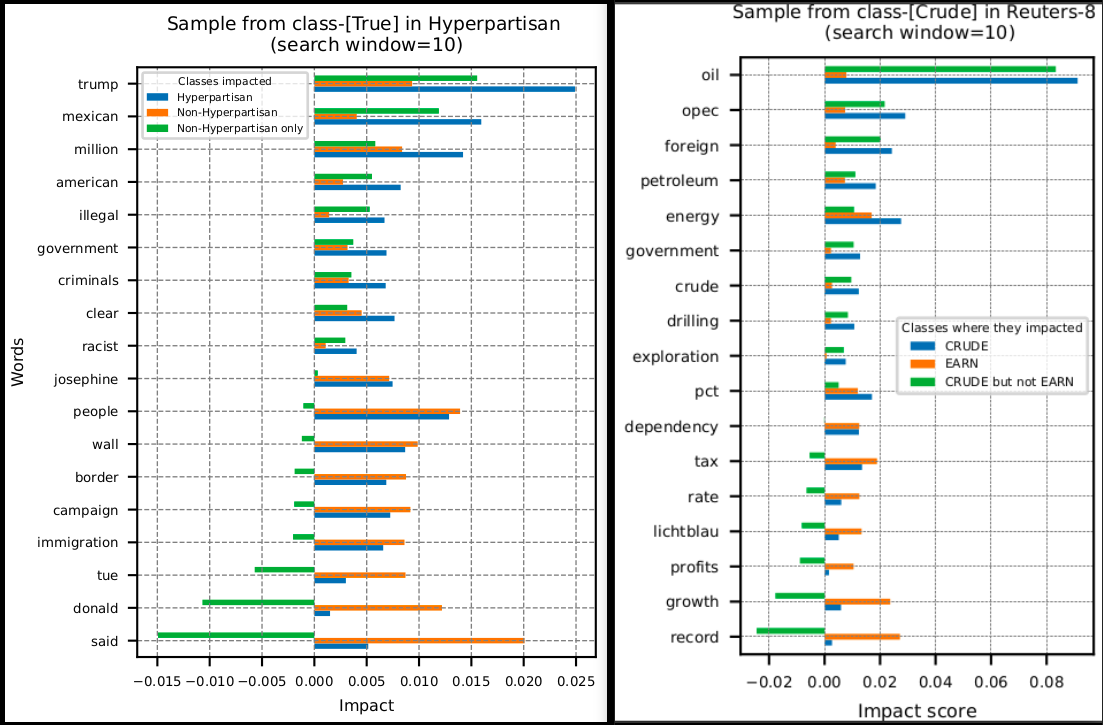 Sample from class-[True] in Hyperpartisan
(search window=10)
Classes impacted
Hyperpartisan
Non-Hyperpartisan
Non-Hyperpartisan only
Words
trump
mexican
million
american
illegal
government
criminals
clear
racist
josephine
people
wall
border
campaign
immigration
tue
donald
said
−0.015 −0.010 −0.005 0.000 0.005 0.010 0.015 0.020 0.025
Impact
Sample from class-[Crude] in Reuters-8
(search window=10)
oil
opec
foreign
petroleum
energy
government
crude
drilling
exploration
pct
dependency
tax
rate
lichtblau
profits
growth
record
Classes where they impacted
CRUDE
EARN
CRUDE but not EARN
−0.02 0.00 0.02 0.04 0.06 0.08
Impact score